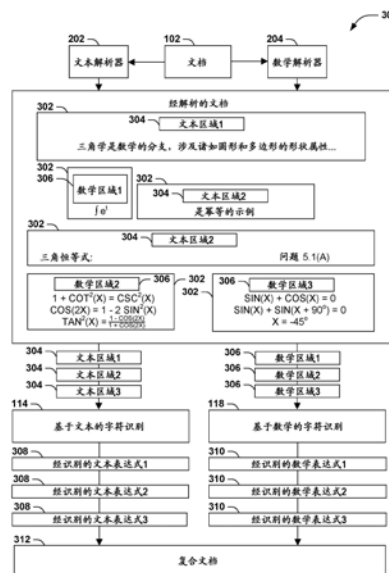 30
202 102 204
文本解析器 文档 数学解析器
经解析的文档
302
304 文本区域1
三角学是数学的分支，涉及诸如圆形和多边形的形状属性...
302 302
306 数学区域1 304 文本区域2
∫ e^t 是幂等的示例
302
304 文本区域2
三角恒等式: 问题 5.1(A)
数学区域2 306 302 306 数学区域3
1 + COT²(X) = CSC²(X) 302 SIN(X) + COS(X) = 0
COS(2X) = 1 - 2 SIN²(X) SIN(X) + SIN(X + 90°) = 0
TAN²(X) = (1 - COS(2X))/(1 + COS(2X)) X = -45°
304 文本区域1 306 数学区域1
304 文本区域2 306 数学区域2
304 文本区域3 306 数学区域3
114 118
基于文本的字符识别 基于数学的字符识别
308 经识别的文本表达式1 310 经识别的数学表达式1
308 经识别的文本表达式2 310 经识别的数学表达式2
308 经识别的文本表达式3 310 经识别的数学表达式3
312
复合文档